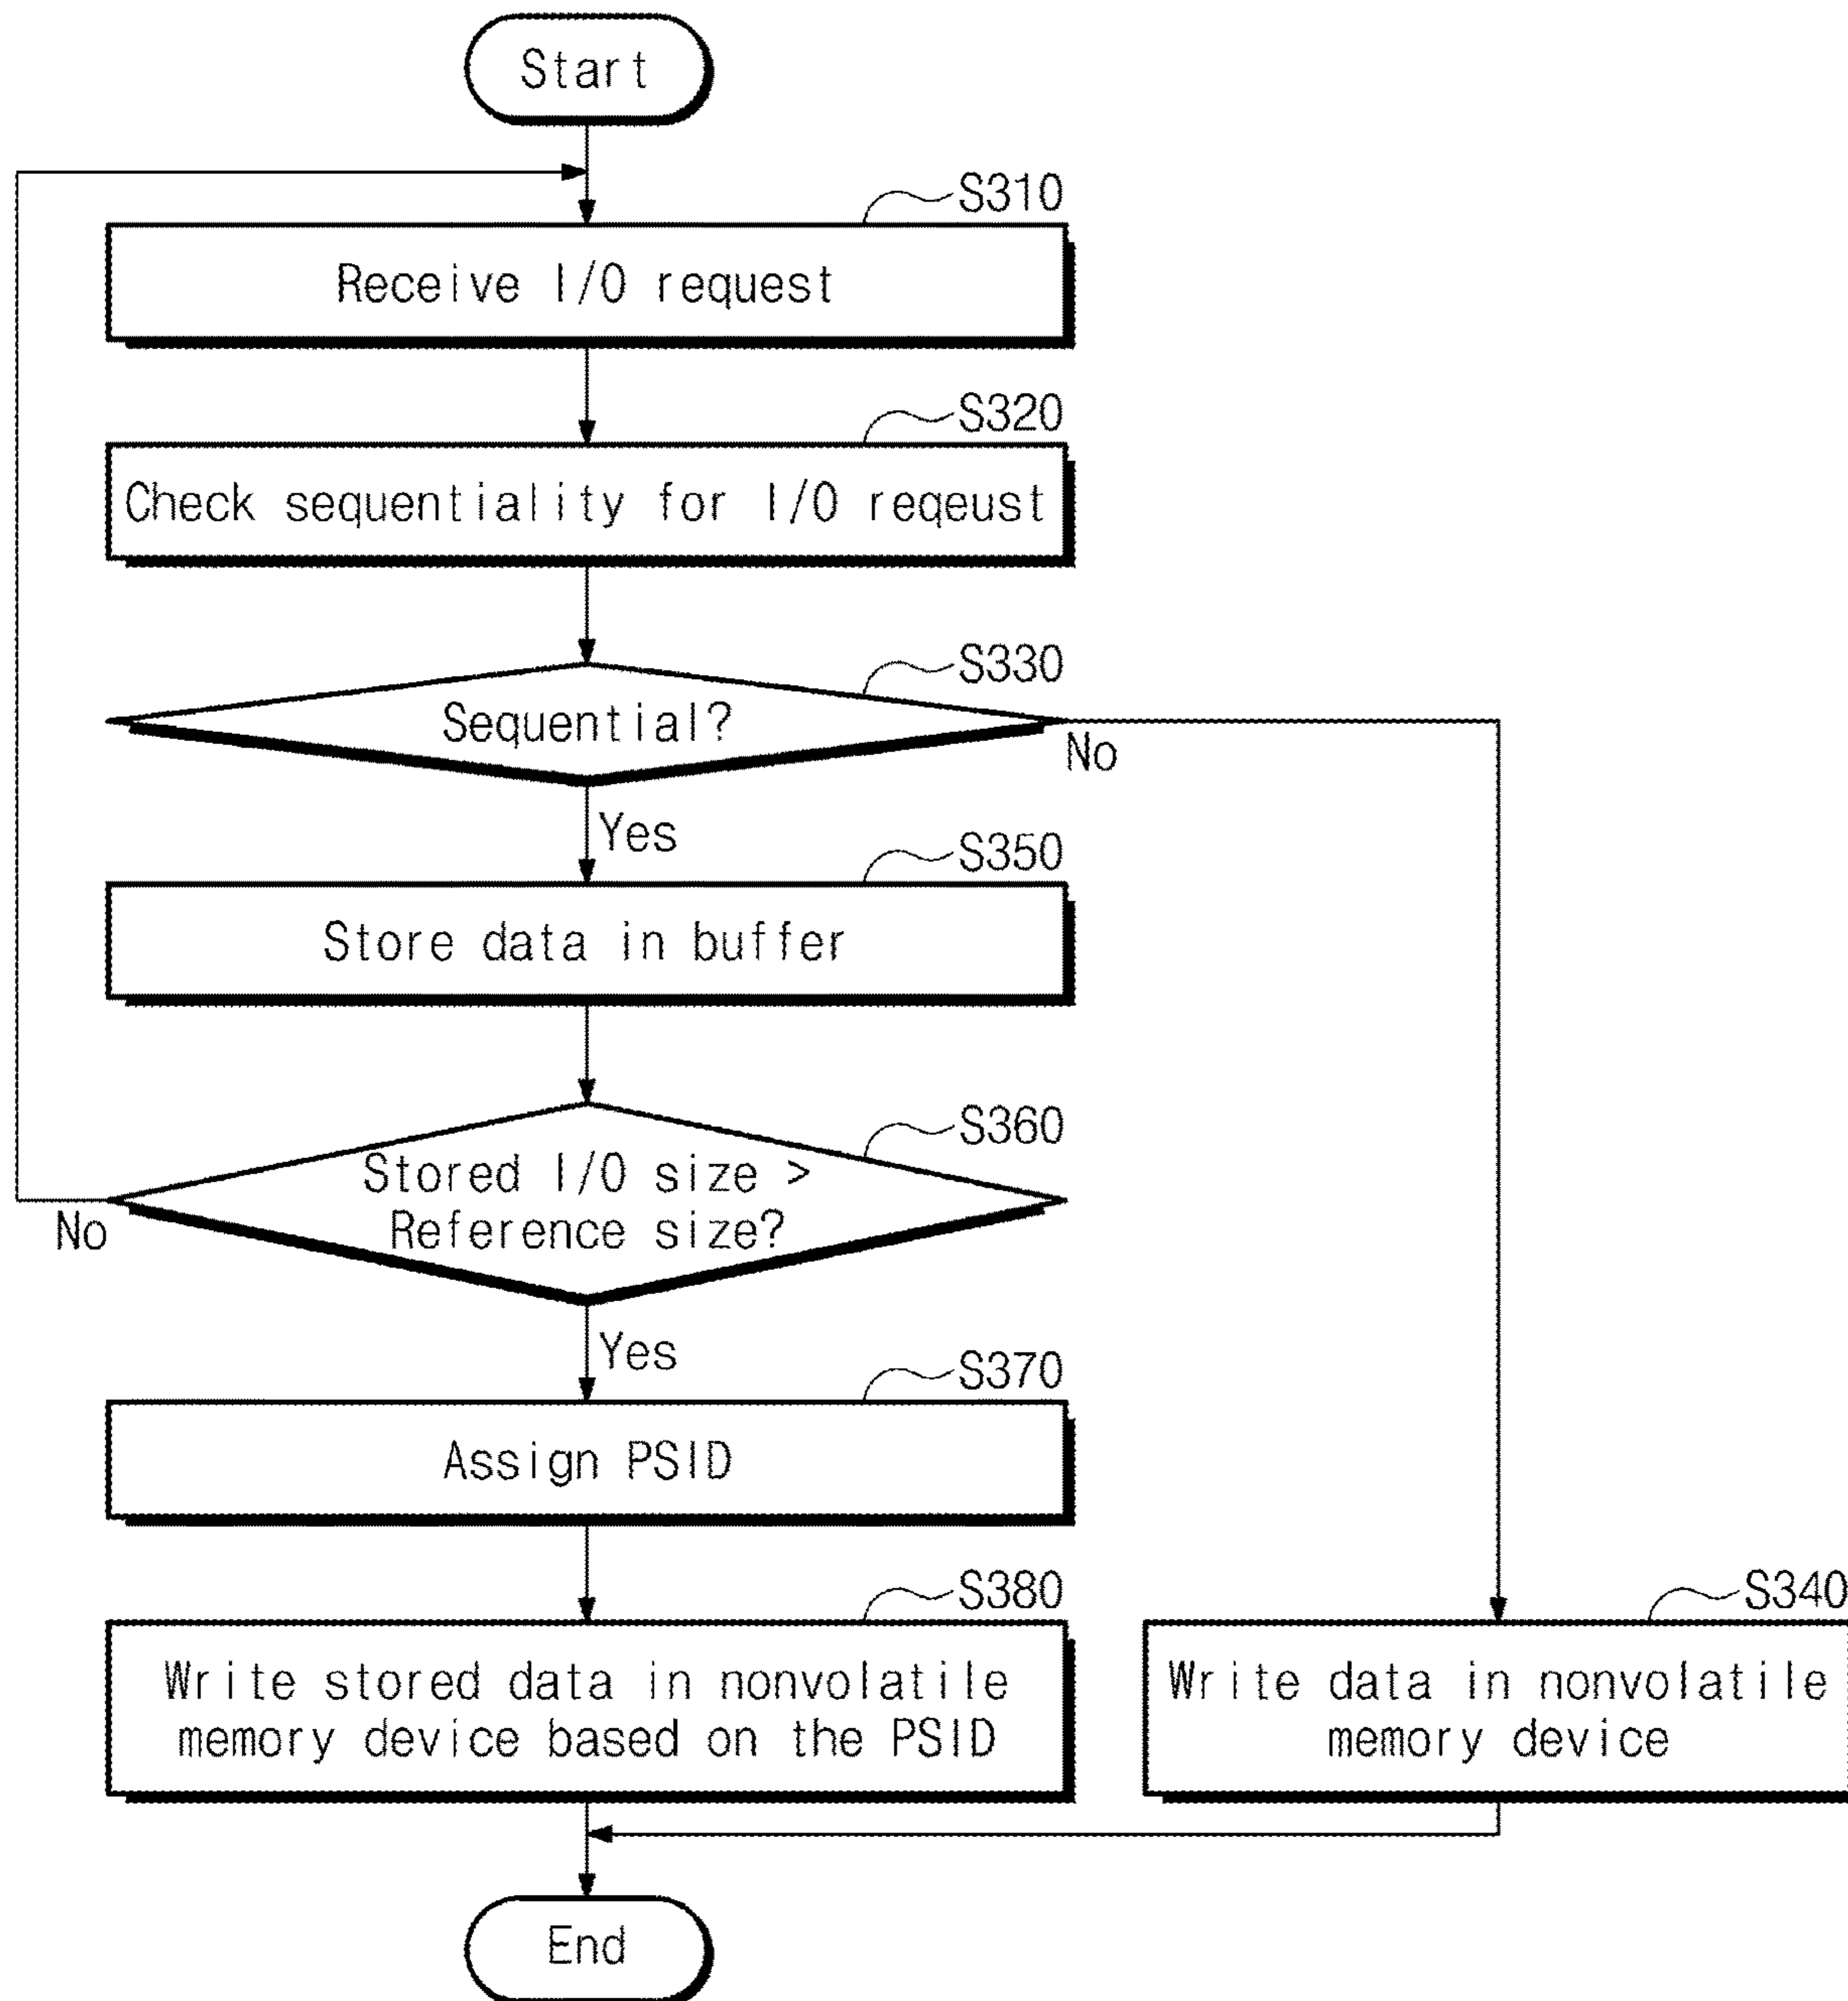 Start
S310
Receive I/O request
S320
Check sequentiality for I/O reqeust
S330
Sequential?
No
Yes
S350
Store data in buffer
S360
Stored I/O size >
Reference size?
No
Yes
S370
Assign PSID
S380
Write stored data in nonvolatile
memory device based on the PSID
S340
Write data in nonvolatile
memory device
End